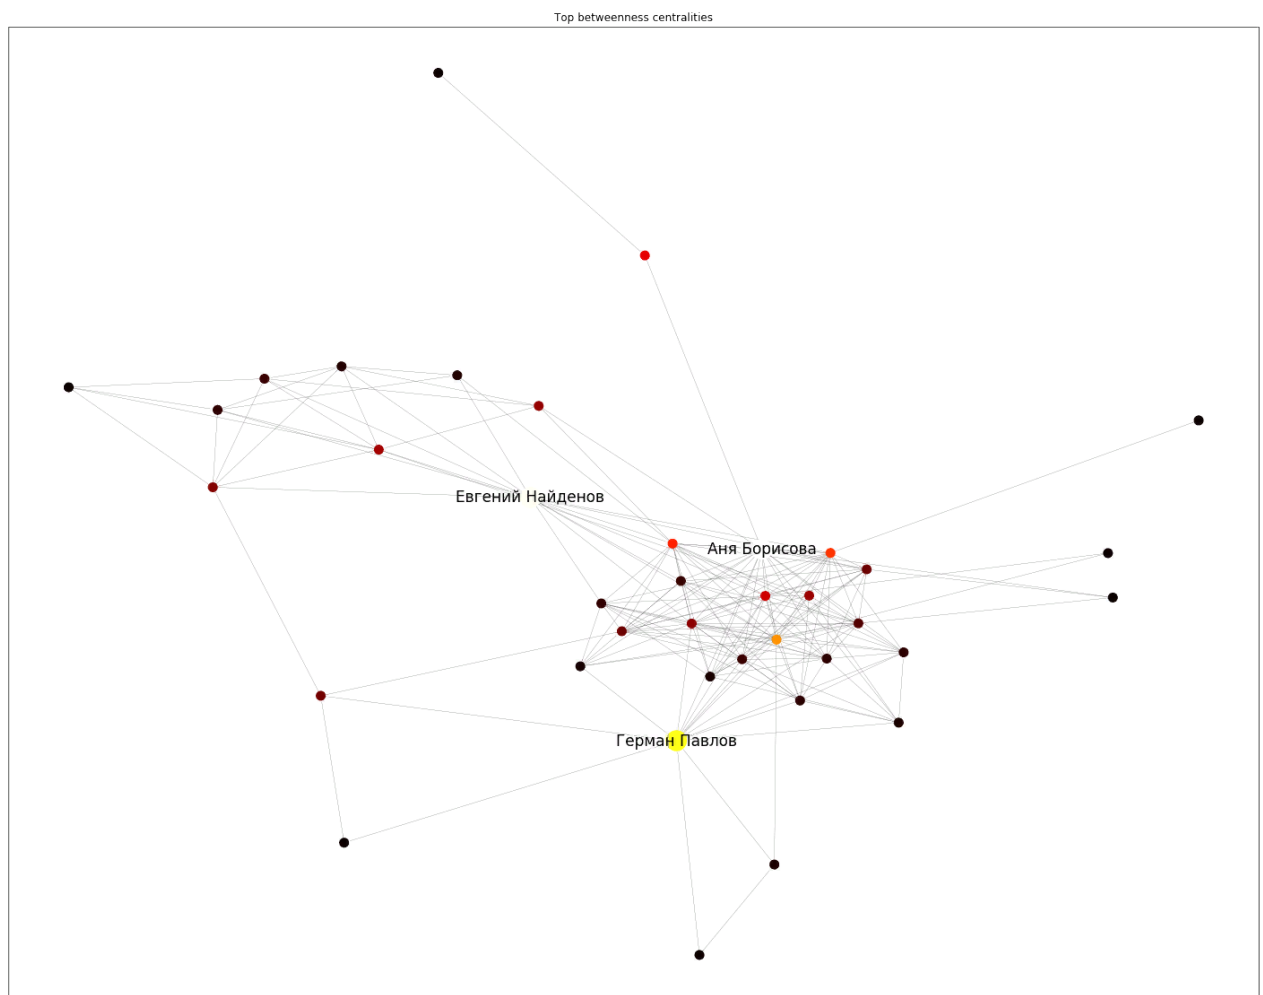 Top betweenness centralities
Евгений Найденов
Аня Борисова
Герман Павлов